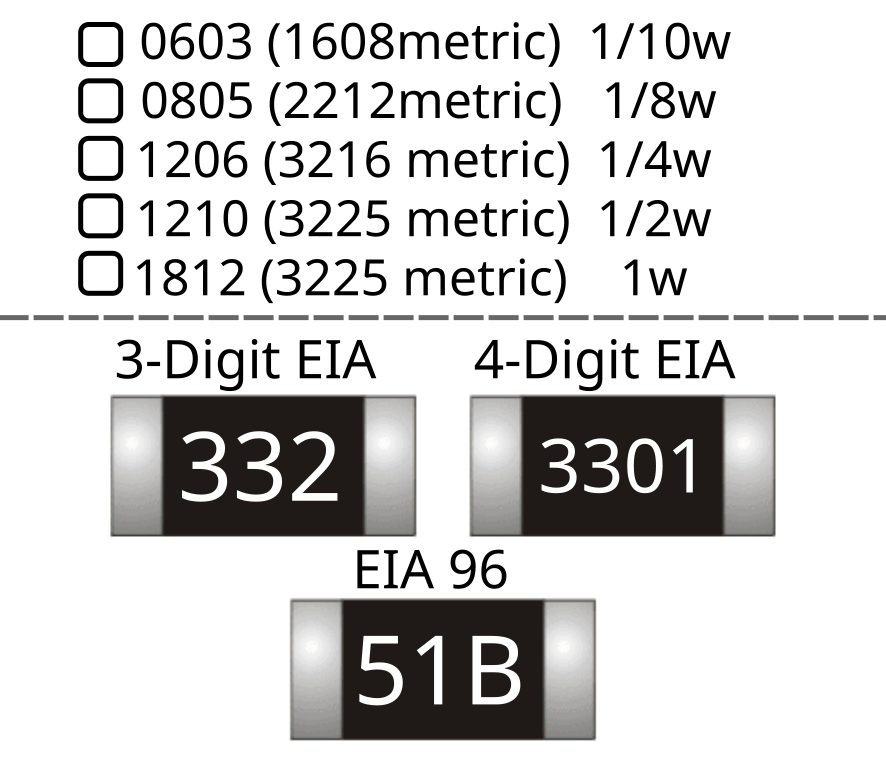 0603 (1608metric) 1/10w
0805 (2212metric) 1/8w
1206 (3216 metric) 1/4w
1210 (3225 metric) 1/2w
1812 (3225 metric) 1w
3-Digit EIA 4-Digit EIA
332 3301
EIA 96
51B